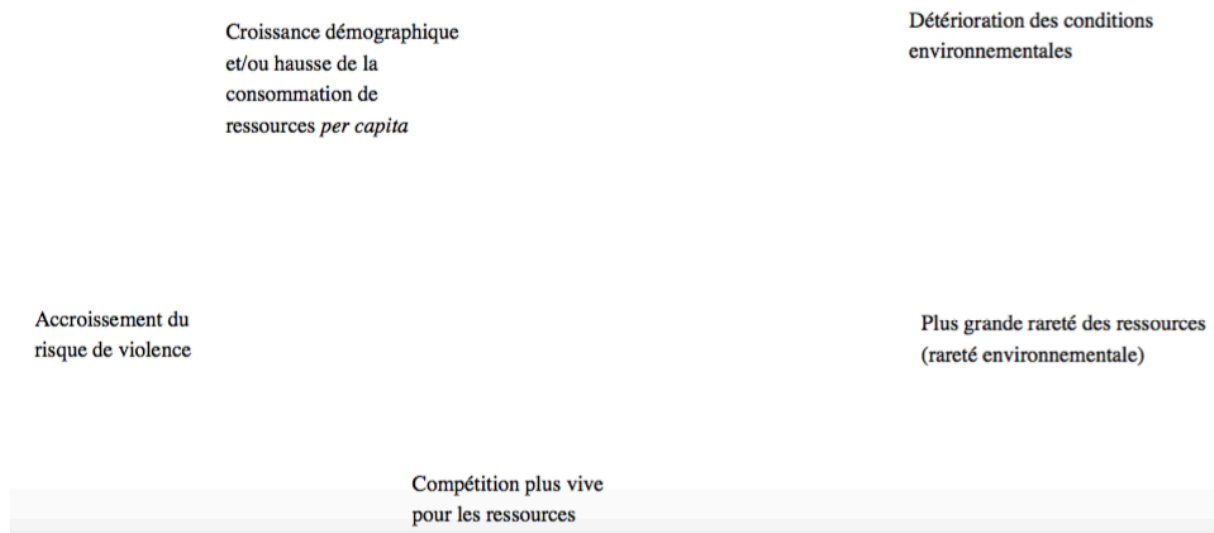 Croissance démographique
et/ou hausse de la
consommation de
ressources per capita
Détérioration des conditions
environnementales
Accroissement du
risque de violence
Plus grande rareté des ressources
(rareté environnementale)
Compétition plus vive
pour les ressources